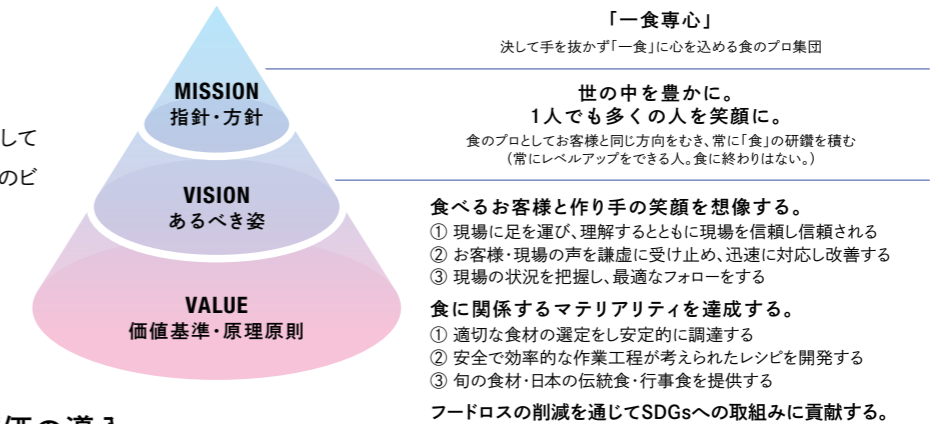 「一食専心」
決して手を抜かず「一食」に心を込める食のプロ集団
MISSION
指針・方針
世の中を豊かに。
1人でも多くの人を笑顔に。
食のプロとしてお客様と同じ方向をむき、常に「食」の研鑽を積む
（常にレベルアップをできる人。食に終わりはない。）
して
のビ
VISION
あるべき姿
食べるお客様と作り手の笑顔を想像する。
① 現場に足を運び、理解するとともに現場を信頼し信頼される
② お客様・現場の声を謙虚に受け止め、迅速に対応し改善する
③ 現場の状況を把握し、最適なフォローをする
VALUE
価値基準・原理原則
食に関係するマテリアリティを達成する。
① 適切な食材の選定をし安定的に調達する
② 安全で効率的な作業工程が考えられたレシピを開発する
③ 旬の食材・日本の伝統食・行事食を提供する
フードロスの削減を通じてSDGsへの取組みに貢献する。